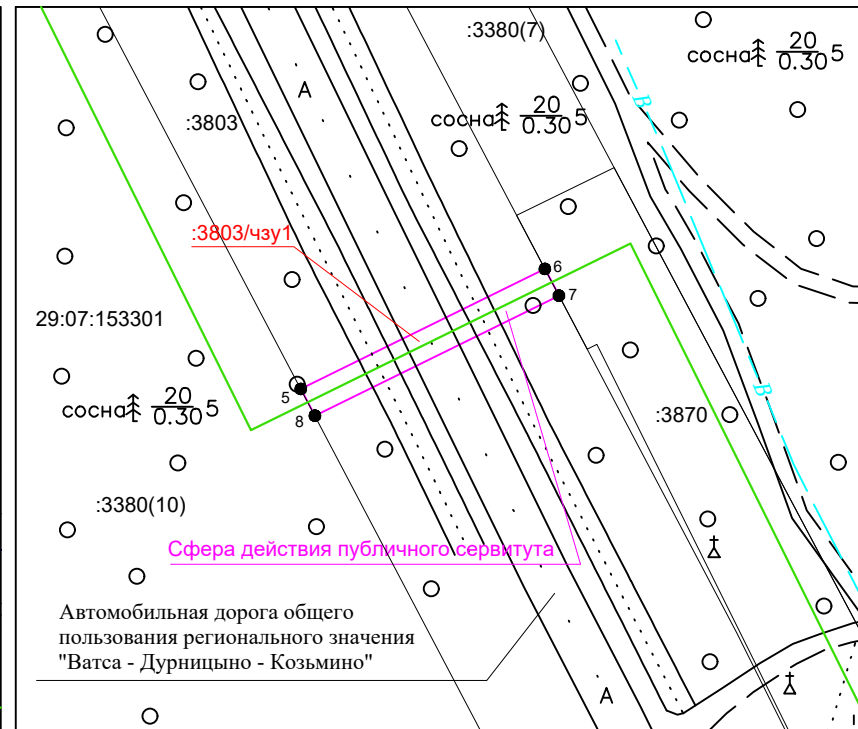 :3380(7)
сосна 20 5
0.30
сосна 20 5
0.30
А
:3803
В
:3803/чзу1
6
7
29:07:153301
5
8
сосна 20 5
0.30
:3870
В
:3380(10)
Сфера действия публичного сервитута
Автомобильная дорога общего
пользования регионального значения
"Ватса - Дурницыно - Козьмино"
А